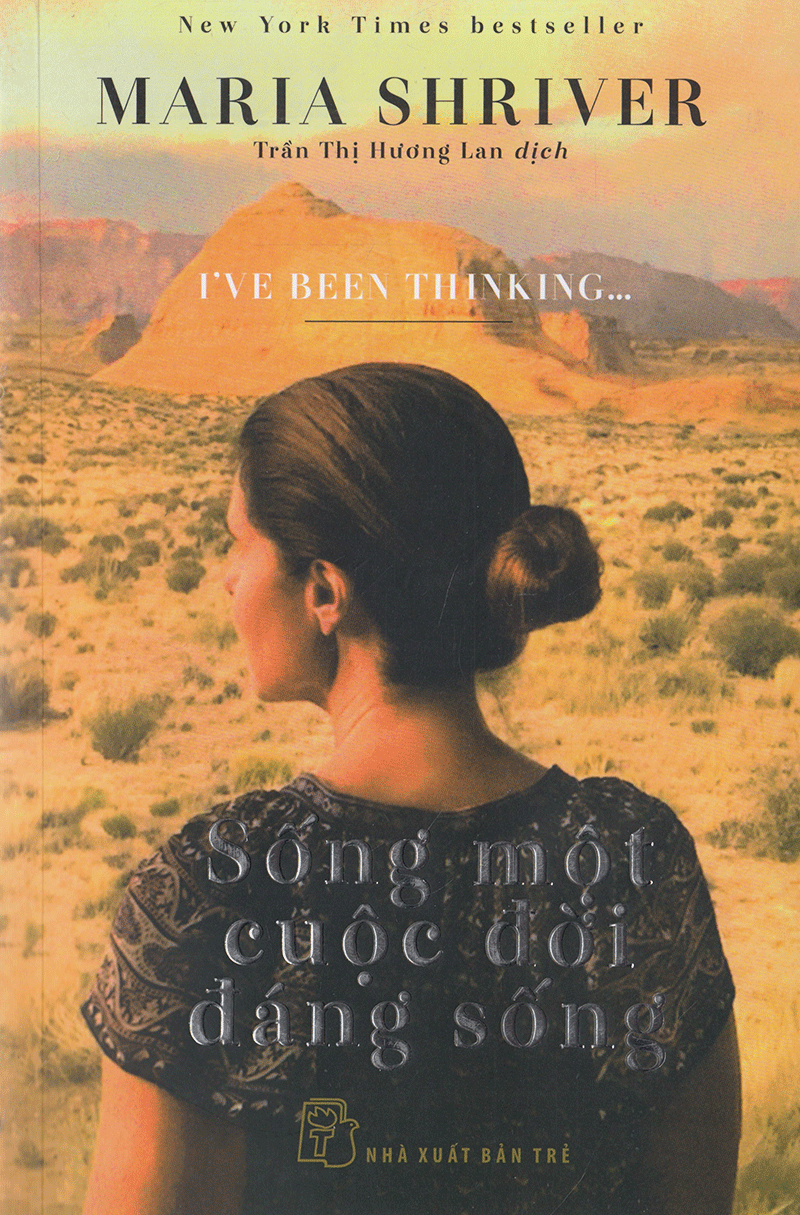 New York Times bestseller
MARIA SHRIVER
Trần Thị Hương Lan dịch
I'VE BEEN THINKING...
Sống một
cuộc đời
đáng sống
NHÀ XUẤT BẢN TRẺ